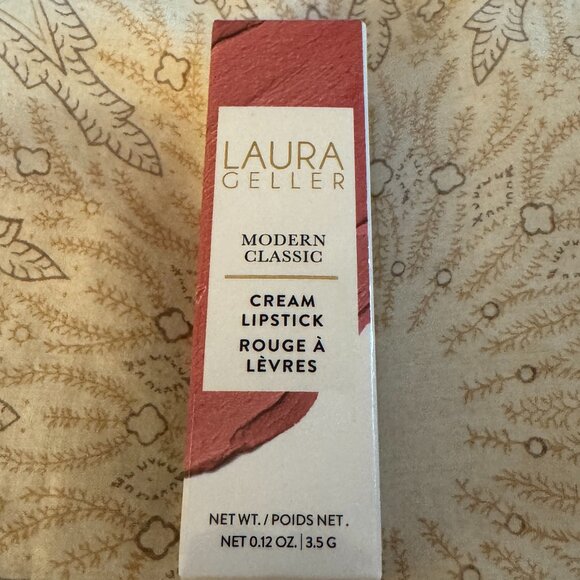 LAURA
GELLER
MODERN
CLASSIC
CREAM
LIPSTICK
ROUGE À
LÈVRES
NET WT. / POIDS NET .
NET 0.12 OZ. | 3.5 G